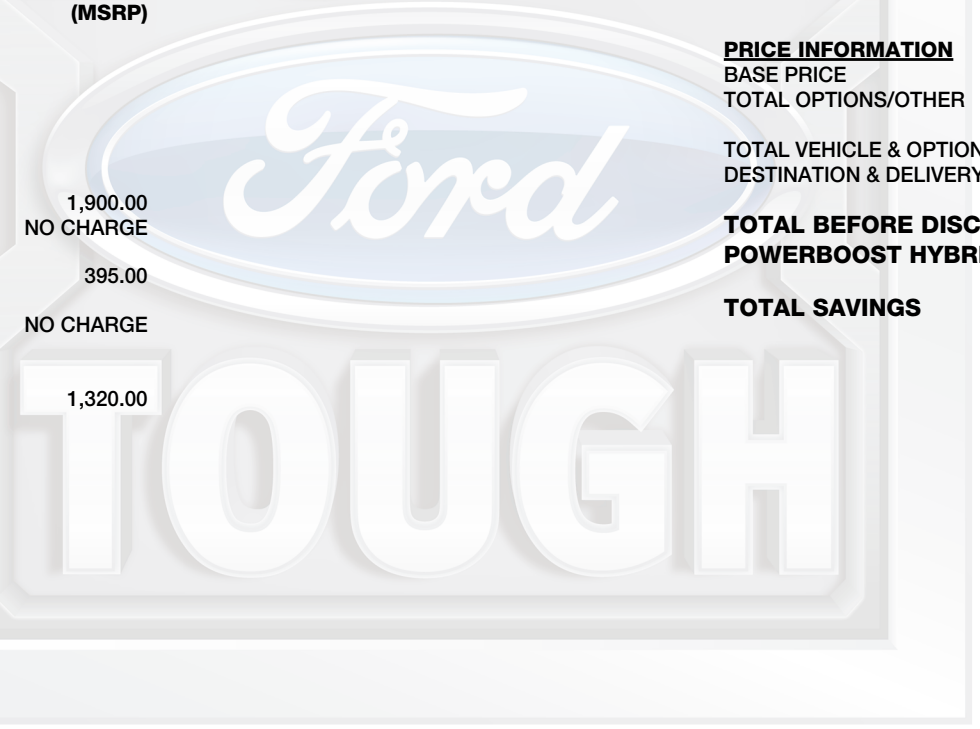 (MSRP)
1,900.00
NO CHARGE
395.00
NO CHARGE
1,320.00
PRICE INFORMATION
BASE PRICE
TOTAL OPTIONS/OTHER
TOTAL VEHICLE & OPTION
DESTINATION & DELIVERY
TOTAL BEFORE DISC
POWERBOOST HYBRI
TOTAL SAVINGS
Ford
TOUGH